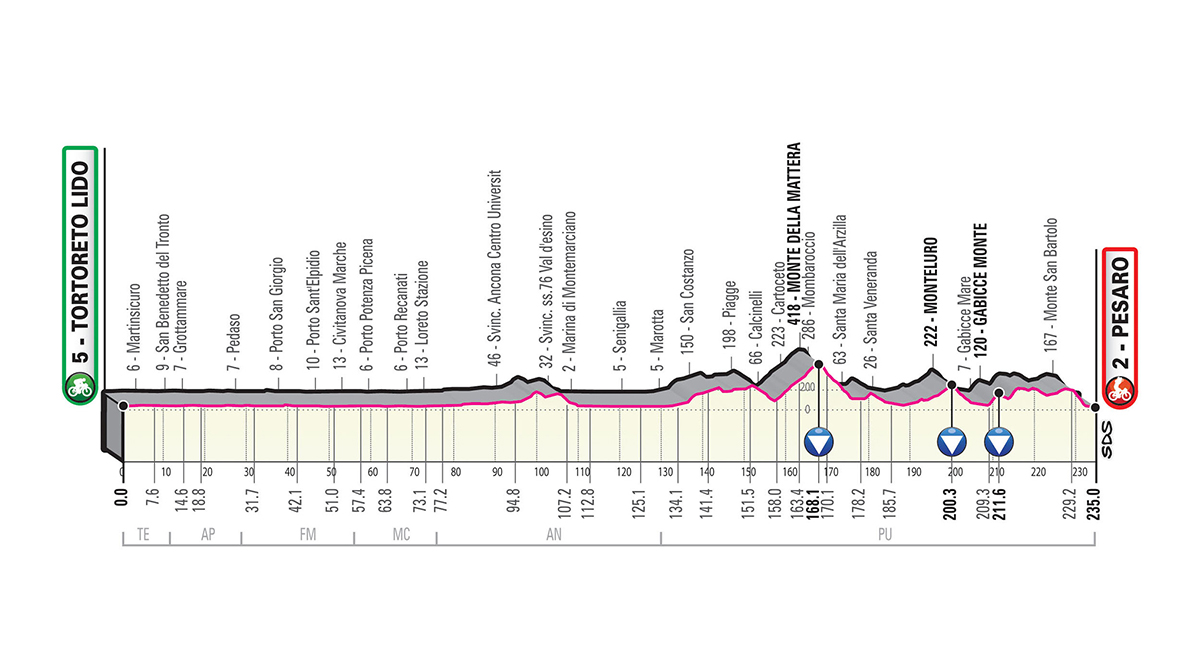 5 - TORTORETO LIDO
6 - Martinsicuro
9 - San Benedetto del Tronto
7 - Grottammare
7 - Pedaso
8 - Porto San Giorgio
10 - Porto Sant'Elpidio
13 - Civitanova Marche
6 - Porto Potenza Picena
6 - Porto Recanati
13 - Loreto Stazione
46 - Svinc. Ancona Centro Universit
32 - Svinc. ss.76 Val d'esino
2 - Marina di Montemarciano
5 - Senigallia
5 - Marotta
150 - San Costanzo
198 - Piagge
66 - Calcinelli
223 - Cartoceto
418 - MONTE DELLA MATTERA
286 - Mombaroccio
63 - Santa Maria dell'Arzilla
26 - Santa Veneranda
222 - MONTELURO
7 - Gabicce Mare
120 - GABICCE MONTE
167 - Monte San Bartolo
2 - PESARO
200
0
SDS
0 10 20 30 40 50 60 70 80 90 100 110 120 130 140 150 160 170 180 190 200 210 220 230
0.0
7.6
14.6
18.8
31.7
42.1
51.0
57.4
63.8
73.1
77.2
94.8
107.2
112.8
125.1
134.1
141.4
151.5
158.0
163.4
168.1
170.1
178.2
185.7
200.3
209.3
211.6
229.2
235.0
TE AP FM MC AN PU